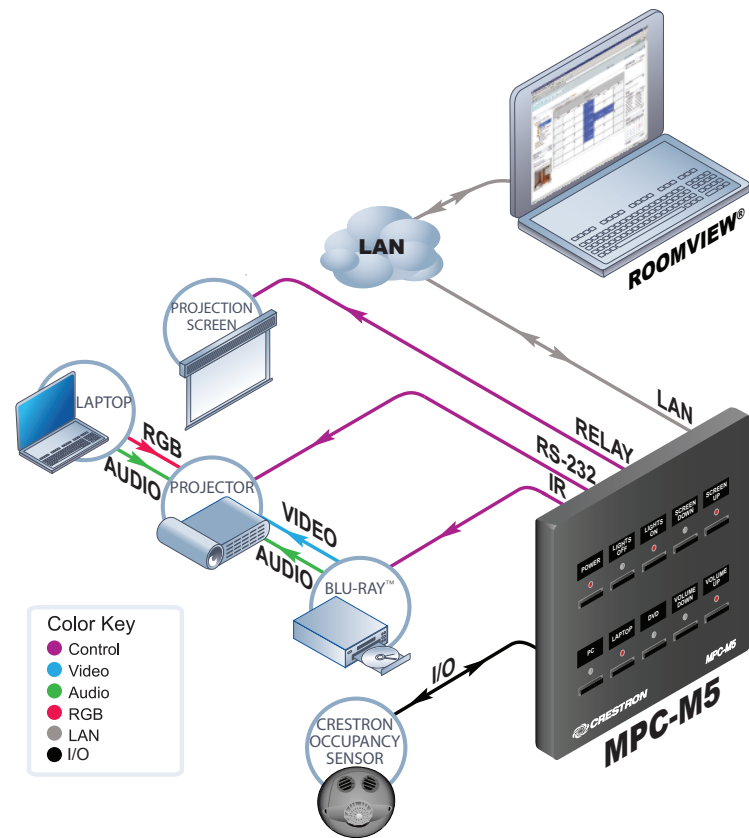 ROOMVIEW®
LAN
PROJECTION
SCREEN
LAPTOP
RGB
AUDIO
PROJECTOR
VIDEO
AUDIO
BLU-RAY™
LAN
RELAY
RS-232
IR
I/O
POWER
LIGHTS
OFF
LIGHTS
ON
SCREEN
DOWN
SCREEN
UP
PC
LAPTOP
DVD
VOLUME
DOWN
VOLUME
UP
CRESTRON
MPC-M5
MPC-M5
CRESTRON
OCCUPANCY
SENSOR
Color Key
Control
Video
Audio
RGB
LAN
I/O